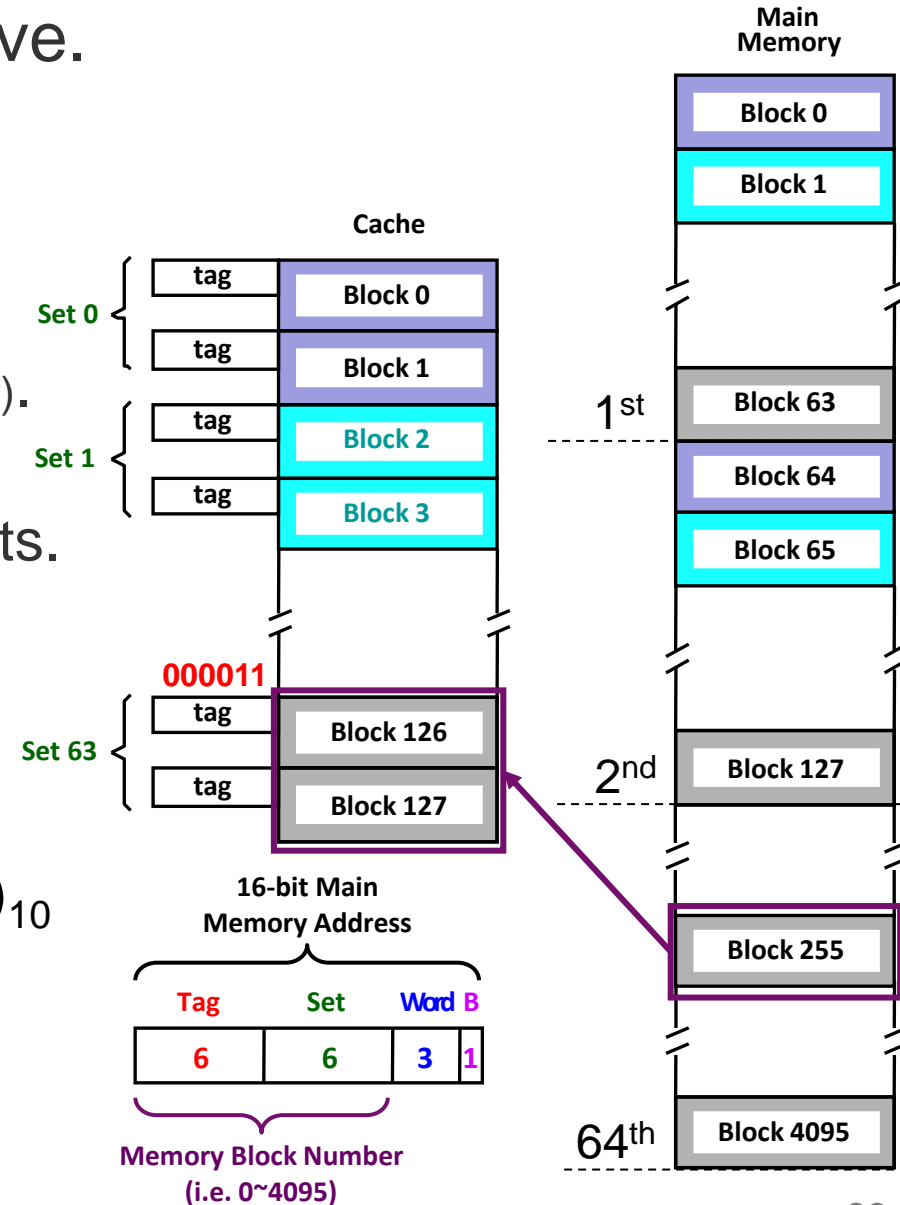 ve.
).
ts.
)10
Cache
Set 0
tag
Block 0
tag
Block 1
Set 1
tag
Block 2
tag
Block 3
000011
Set 63
tag
Block 126
tag
Block 127
16-bit Main
Memory Address
Tag Set Word B
6 6 3 1
Memory Block Number
(i.e. 0~4095)
Main
Memory
Block 0
Block 1
1st
Block 63
Block 64
Block 65
2nd
Block 127
Block 255
64th
Block 4095